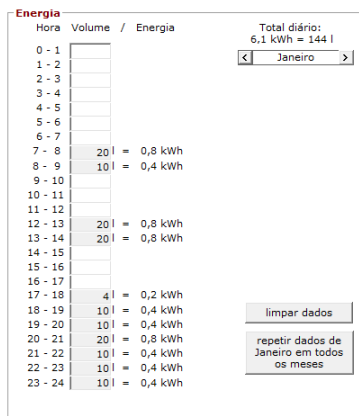 Energia
Hora Volume / Energia
Total diário:
6,1 kWh = 144 l
< Janeiro >
0 - 1
1 - 2
2 - 3
3 - 4
4 - 5
5 - 6
6 - 7
7 - 8 20 l = 0,8 kWh
8 - 9 10 l = 0,4 kWh
9 - 10
10 - 11
11 - 12
12 - 13 20 l = 0,8 kWh
13 - 14 20 l = 0,8 kWh
14 - 15
15 - 16
16 - 17
17 - 18 4 l = 0,2 kWh
18 - 19 10 l = 0,4 kWh
19 - 20 10 l = 0,4 kWh
20 - 21 20 l = 0,8 kWh
21 - 22 10 l = 0,4 kWh
22 - 23 10 l = 0,4 kWh
23 - 24 10 l = 0,4 kWh
limpar dados
repetir dados de
Janeiro em todos
os meses